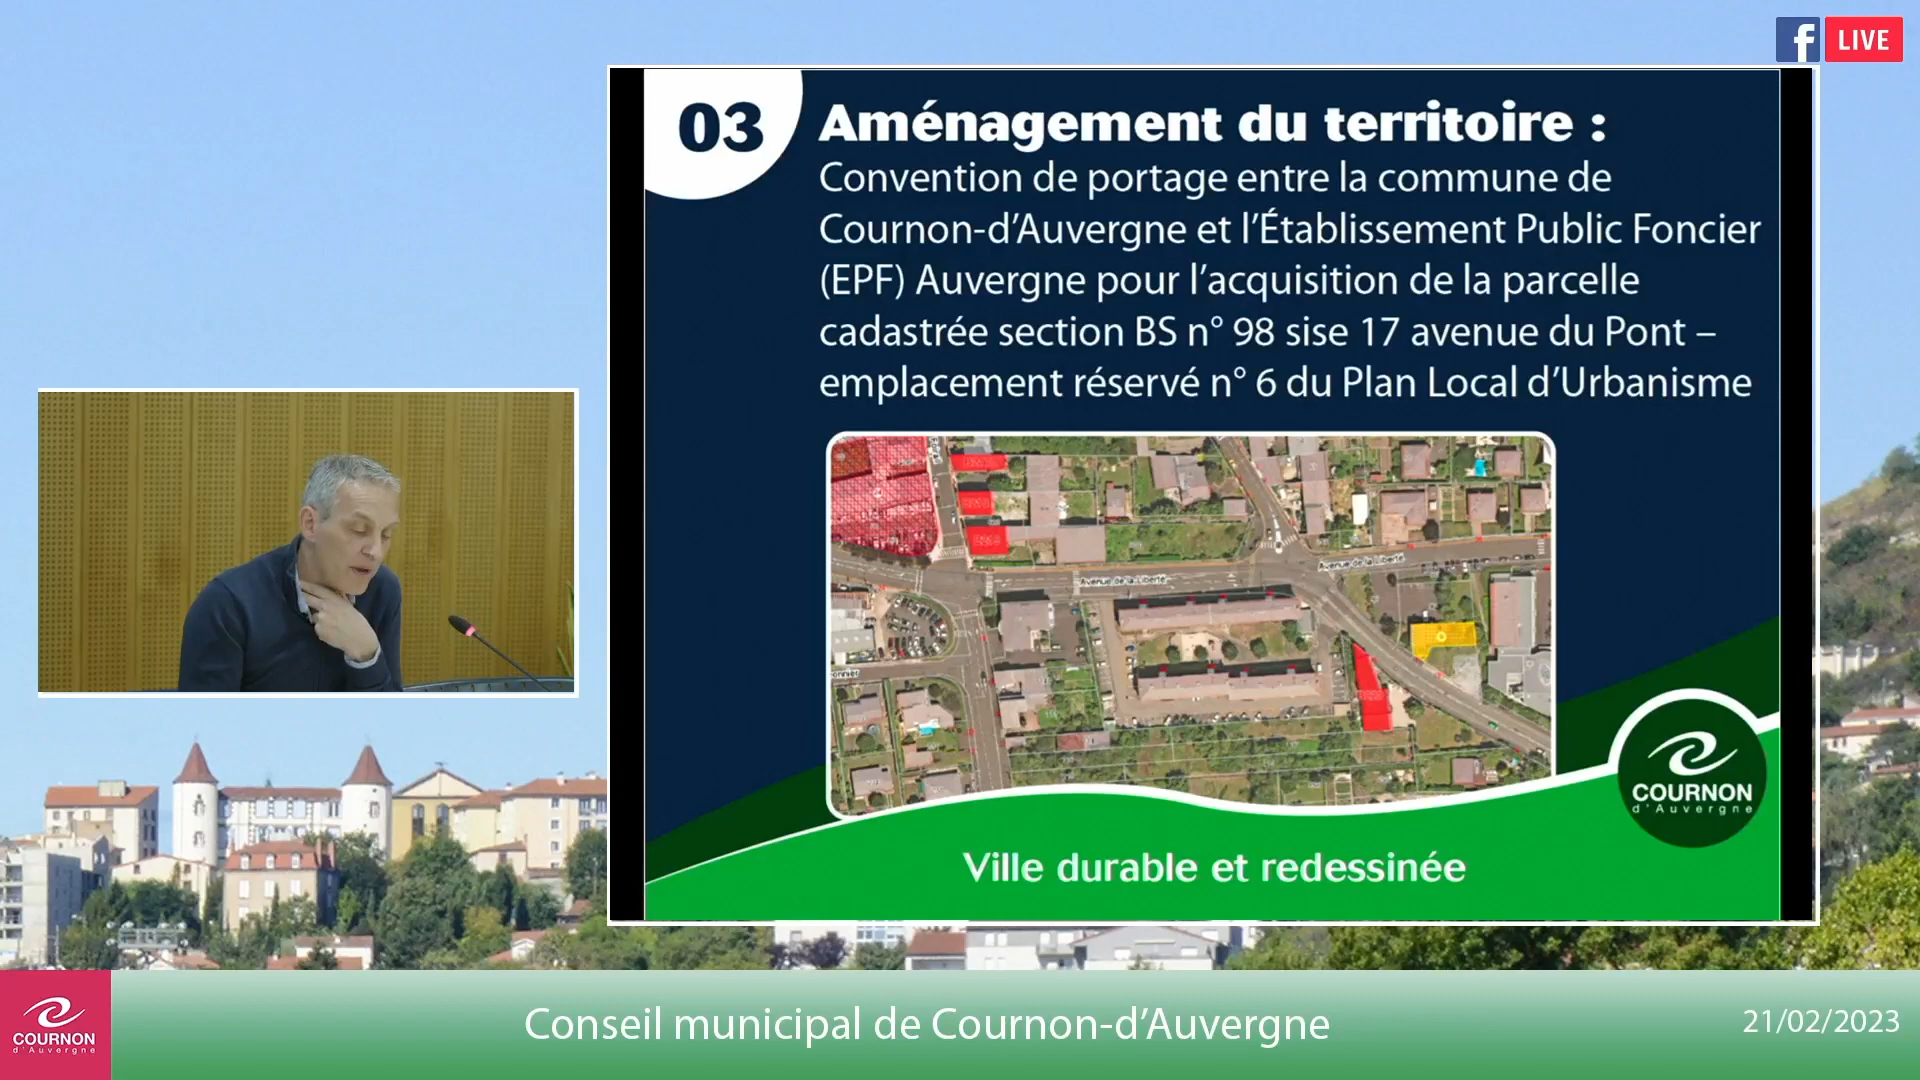 f LIVE
03
Aménagement du territoire :
Convention de portage entre la commune de
Cournon-d’Auvergne et l’Établissement Public Foncier
(EPF) Auvergne pour l’acquisition de la parcelle
cadastrée section BS n° 98 sise 17 avenue du Pont –
emplacement réservé n° 6 du Plan Local d’Urbanisme
Avenue de la Liberté
Avenue de la Liberté
COURNON
d'Auvergne
Ville durable et redessinée
COURNON
d'Auvergne
Conseil municipal de Cournon-d’Auvergne
21/02/2023